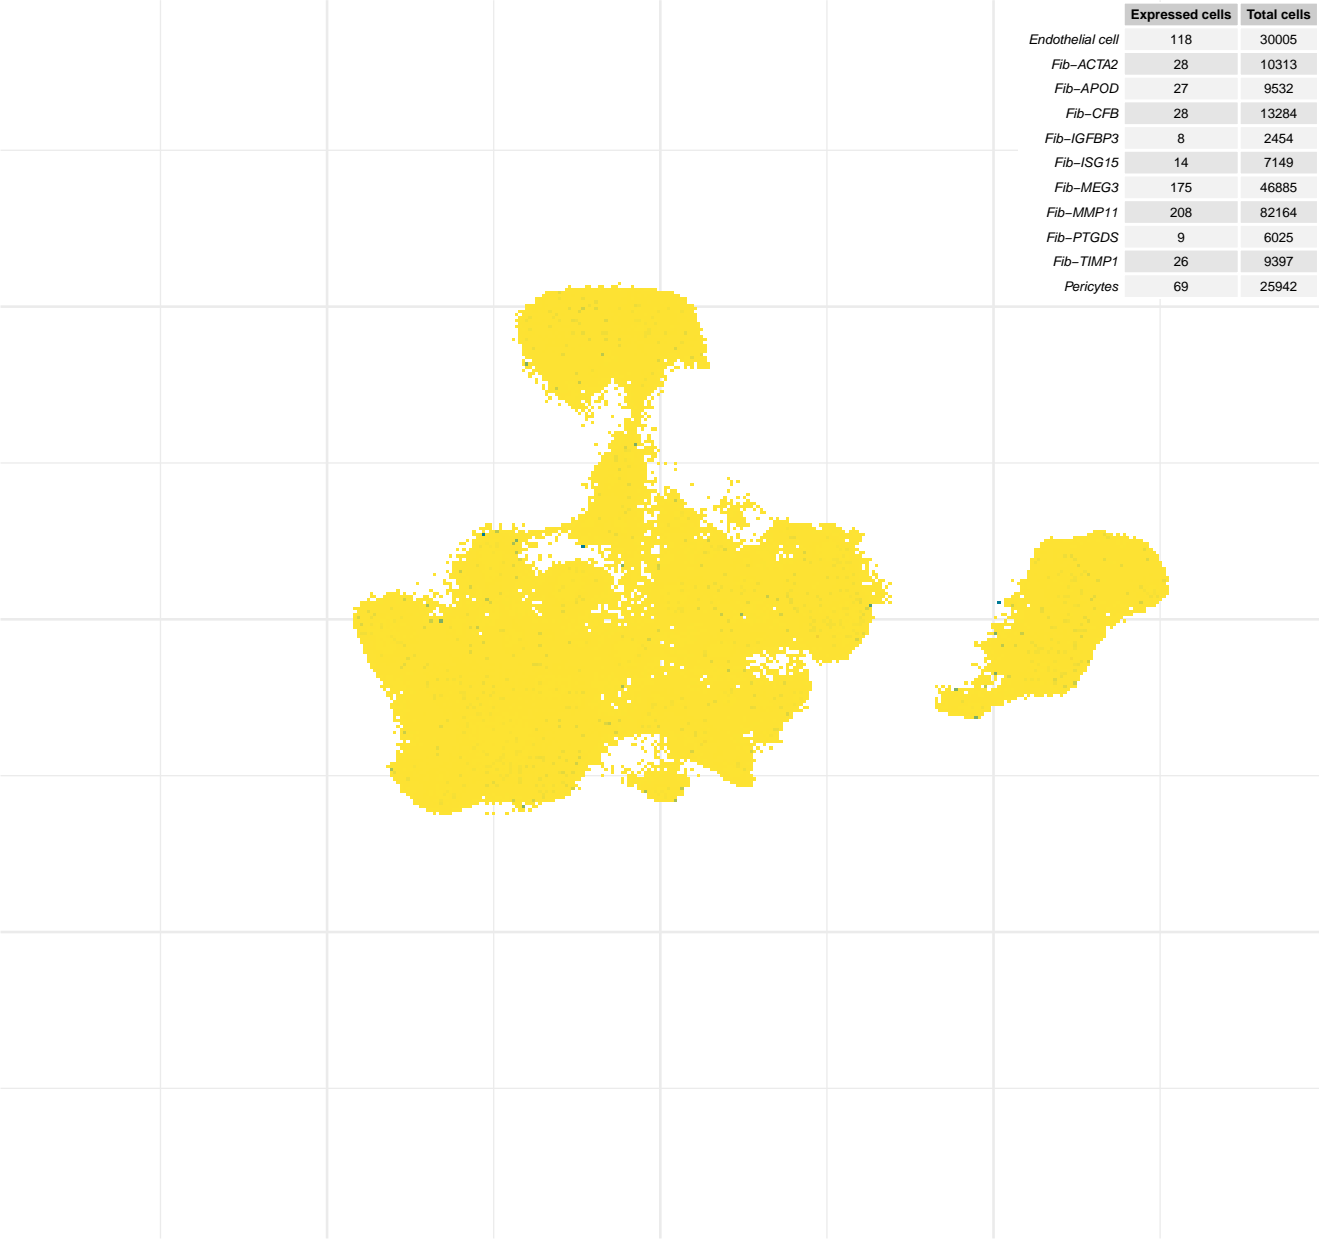 Expressed cells Total cells
Endothelial cell 118 30005
Fib−ACTA2 28 10313
Fib−APOD 27 9532
Fib−CFB 28 13284
Fib−IGFBP3 8 2454
Fib−ISG15 14 7149
Fib−MEG3 175 46885
Fib−MMP11 208 82164
Fib−PTGDS 9 6025
Fib−TIMP1 26 9397
Pericytes 69 25942